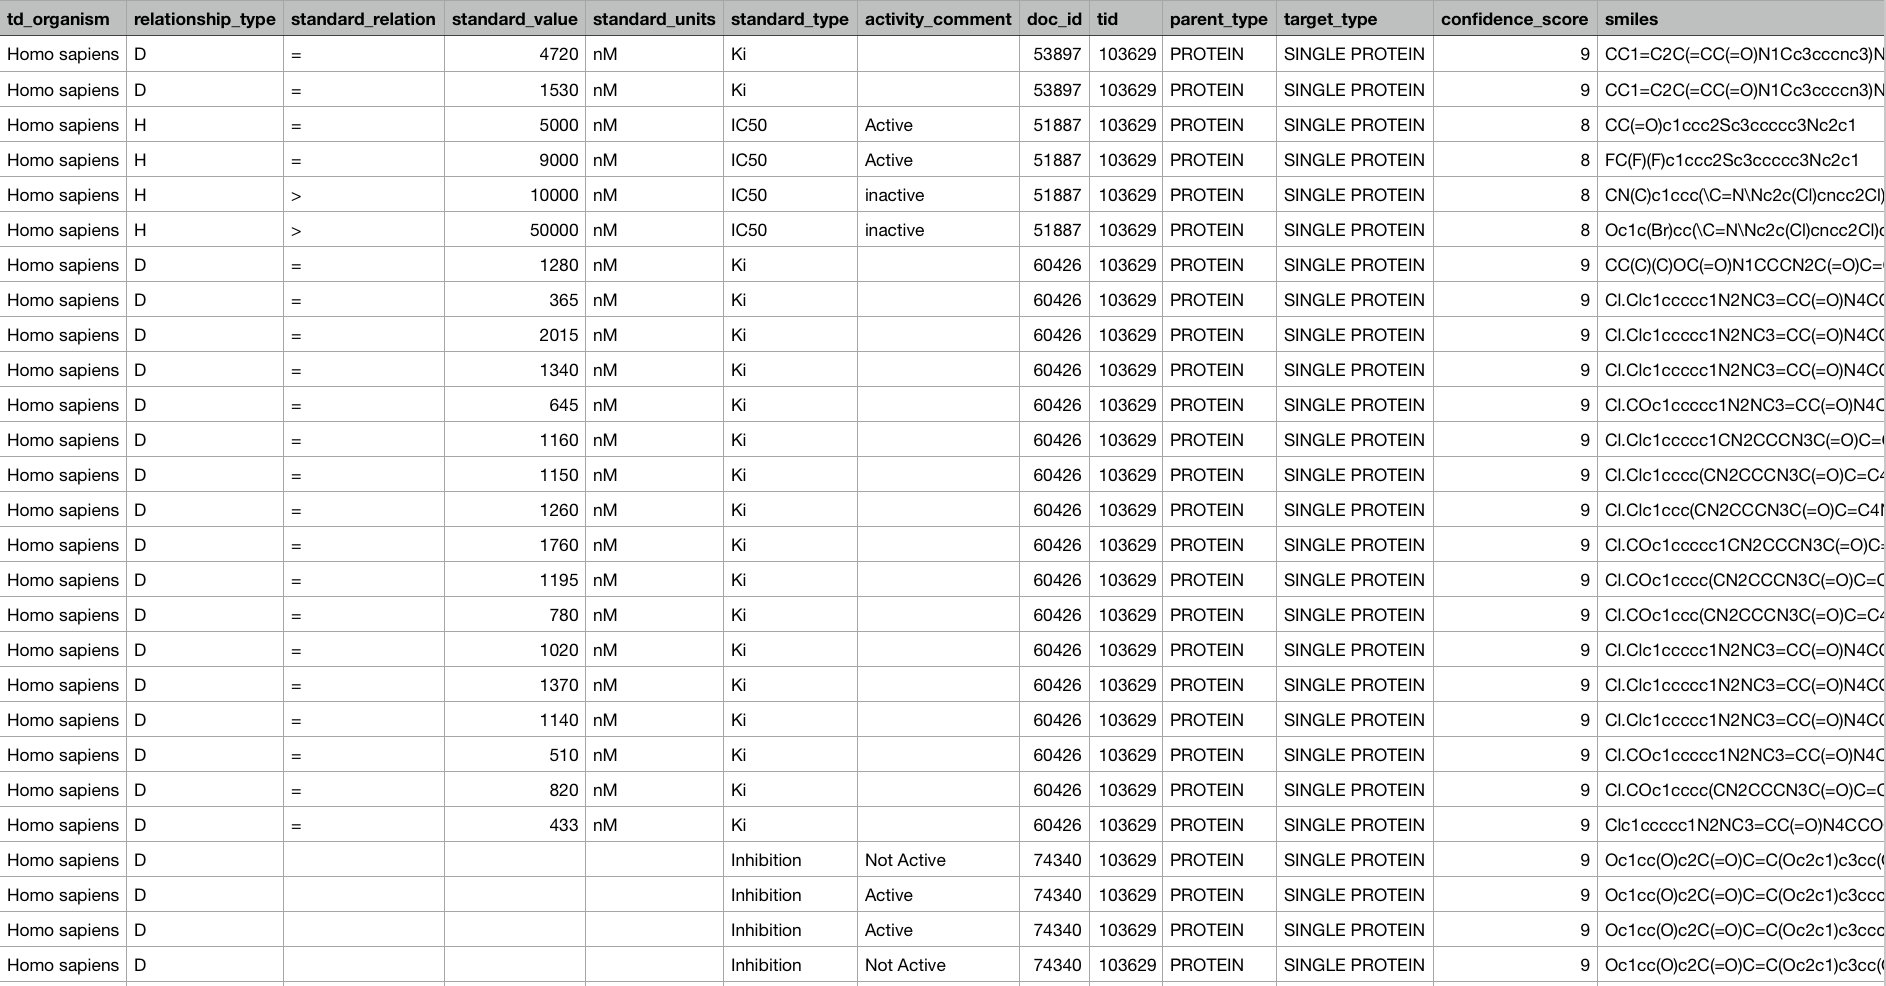 td_organism relationship_type standard_relation standard_value standard_units standard_type activity_comment doc_id tid parent_type target_type confidence_score smiles
Homo sapiens D = 4720 nM Ki 53897 103629 PROTEIN SINGLE PROTEIN 9 CC1=C2C(=CC(=O)N1Cc3cccnc3)N
Homo sapiens D = 1530 nM Ki 53897 103629 PROTEIN SINGLE PROTEIN 9 CC1=C2C(=CC(=O)N1Cc3ccccn3)N
Homo sapiens H = 5000 nM IC50 Active 51887 103629 PROTEIN SINGLE PROTEIN 8 CC(=O)c1ccc2Sc3ccccc3Nc2c1
Homo sapiens H = 9000 nM IC50 Active 51887 103629 PROTEIN SINGLE PROTEIN 8 FC(F)(F)c1ccc2Sc3ccccc3Nc2c1
Homo sapiens H > 10000 nM IC50 inactive 51887 103629 PROTEIN SINGLE PROTEIN 8 CN(C)c1ccc(\C=N\Nc2c(Cl)cncc2Cl)
Homo sapiens H > 50000 nM IC50 inactive 51887 103629 PROTEIN SINGLE PROTEIN 8 Oc1c(Br)cc(\C=N\Nc2c(Cl)cncc2Cl)c
Homo sapiens D = 1280 nM Ki 60426 103629 PROTEIN SINGLE PROTEIN 9 CC(C)(C)OC(=O)N1CCCN2C(=O)C=
Homo sapiens D = 365 nM Ki 60426 103629 PROTEIN SINGLE PROTEIN 9 Cl.Clc1ccccc1N2NC3=CC(=O)N4CC
Homo sapiens D = 2015 nM Ki 60426 103629 PROTEIN SINGLE PROTEIN 9 Cl.Clc1ccccc1N2NC3=CC(=O)N4CC
Homo sapiens D = 1340 nM Ki 60426 103629 PROTEIN SINGLE PROTEIN 9 Cl.Clc1ccccc1N2NC3=CC(=O)N4CC
Homo sapiens D = 645 nM Ki 60426 103629 PROTEIN SINGLE PROTEIN 9 Cl.COc1ccccc1N2NC3=CC(=O)N4C
Homo sapiens D = 1160 nM Ki 60426 103629 PROTEIN SINGLE PROTEIN 9 Cl.Clc1ccccc1CN2CCCN3C(=O)C=
Homo sapiens D = 1150 nM Ki 60426 103629 PROTEIN SINGLE PROTEIN 9 Cl.Clc1cccc(CN2CCCN3C(=O)C=C4
Homo sapiens D = 1260 nM Ki 60426 103629 PROTEIN SINGLE PROTEIN 9 Cl.Clc1ccc(CN2CCCN3C(=O)C=C4N
Homo sapiens D = 1760 nM Ki 60426 103629 PROTEIN SINGLE PROTEIN 9 Cl.COc1ccccc1CN2CCCN3C(=O)C=
Homo sapiens D = 1195 nM Ki 60426 103629 PROTEIN SINGLE PROTEIN 9 Cl.COc1cccc(CN2CCCN3C(=O)C=C
Homo sapiens D = 780 nM Ki 60426 103629 PROTEIN SINGLE PROTEIN 9 Cl.COc1ccc(CN2CCCN3C(=O)C=C4
Homo sapiens D = 1020 nM Ki 60426 103629 PROTEIN SINGLE PROTEIN 9 Cl.Clc1ccccc1N2NC3=CC(=O)N4CC
Homo sapiens D = 1370 nM Ki 60426 103629 PROTEIN SINGLE PROTEIN 9 Cl.Clc1ccccc1N2NC3=CC(=O)N4CC
Homo sapiens D = 1140 nM Ki 60426 103629 PROTEIN SINGLE PROTEIN 9 Cl.Clc1ccccc1N2NC3=CC(=O)N4CC
Homo sapiens D = 510 nM Ki 60426 103629 PROTEIN SINGLE PROTEIN 9 Cl.COc1ccccc1N2NC3=CC(=O)N4C
Homo sapiens D = 820 nM Ki 60426 103629 PROTEIN SINGLE PROTEIN 9 Cl.COc1cccc(CN2CCCN3C(=O)C=C
Homo sapiens D = 433 nM Ki 60426 103629 PROTEIN SINGLE PROTEIN 9 Clc1ccccc1N2NC3=CC(=O)N4CCO
Homo sapiens D Inhibition Not Active 74340 103629 PROTEIN SINGLE PROTEIN 9 Oc1cc(O)c2C(=O)C=C(Oc2c1)c3cc(
Homo sapiens D Inhibition Active 74340 103629 PROTEIN SINGLE PROTEIN 9 Oc1cc(O)c2C(=O)C=C(Oc2c1)c3ccc
Homo sapiens D Inhibition Active 74340 103629 PROTEIN SINGLE PROTEIN 9 Oc1cc(O)c2C(=O)C=C(Oc2c1)c3ccc
Homo sapiens D Inhibition Not Active 74340 103629 PROTEIN SINGLE PROTEIN 9 Oc1cc(O)c2C(=O)C=C(Oc2c1)c3cc(